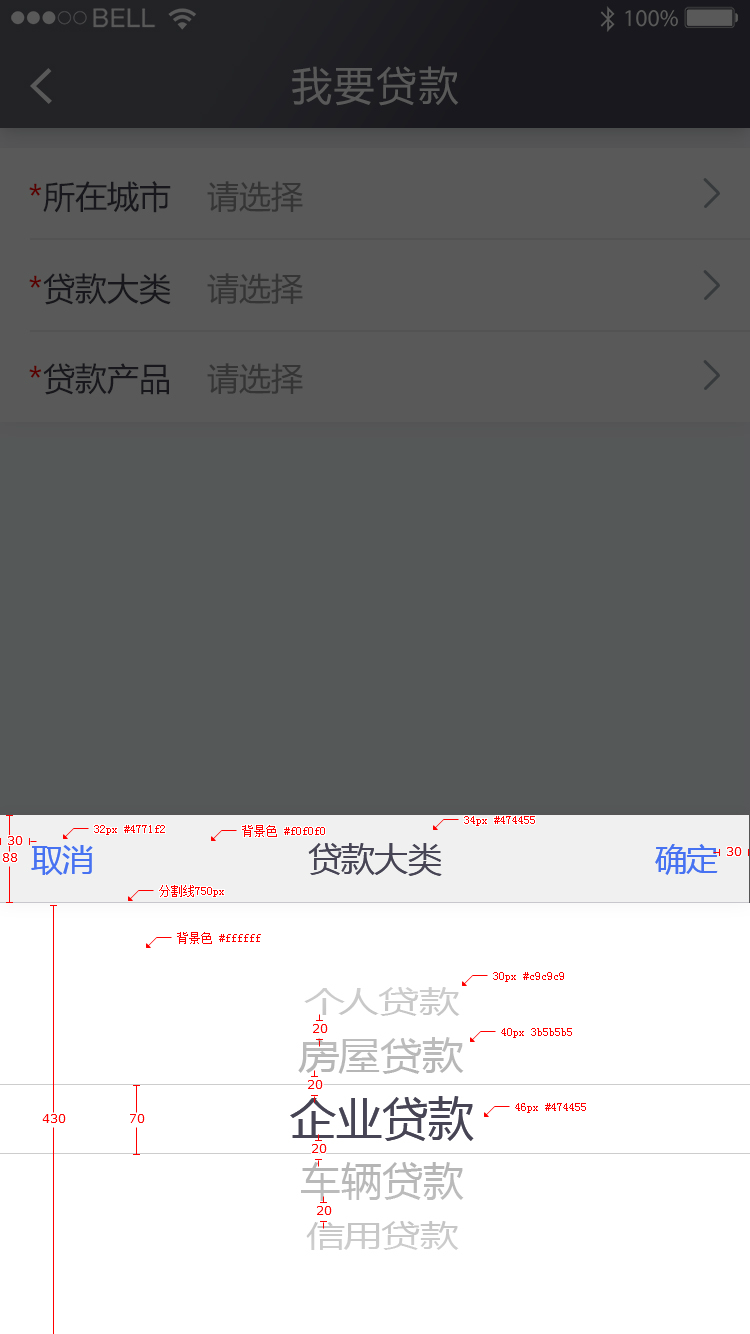 BELL 100%
我要贷款
*所在城市 请选择
*贷款大类 请选择
*贷款产品 请选择
34px #474455
32px #4771f2
背景色 #f0f0f0
30
88
取消 贷款大类 确定
30
分割线750px
背景色 #ffffff
30px #c9c9c9
个人贷款
20
40px 3b5b5b5
房屋贷款
20
46px #474455
430
70
企业贷款
20
车辆贷款
20
信用贷款